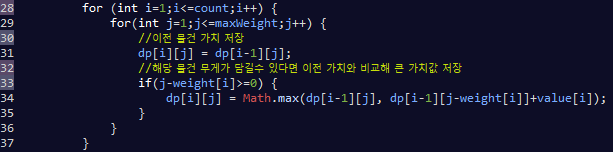 28 for (int i=1;i<=count;i++) {
29 for(int j=1;j<=maxWeight;j++) {
30 //이전 물건 가치 저장
31 dp[i][j] = dp[i-1][j];
32 //해당 물건 무게가 담길수 있다면 이전 가치와 비교해 큰 가치값 저장
33 if(j-weight[i]>=0) {
34 dp[i][j] = Math.max(dp[i-1][j], dp[i-1][j-weight[i]]+value[i]);
35 }
36 }
37 }